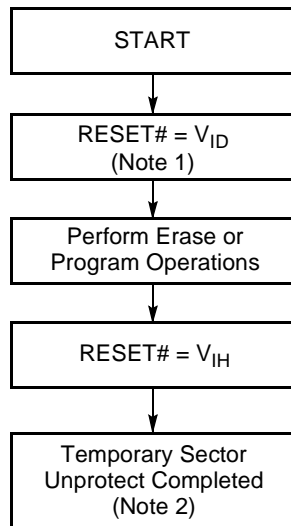 START
RESET# = VID
(Note 1)
Perform Erase or
Program Operations
RESET# = VIH
Temporary Sector
Unprotect Completed
(Note 2)